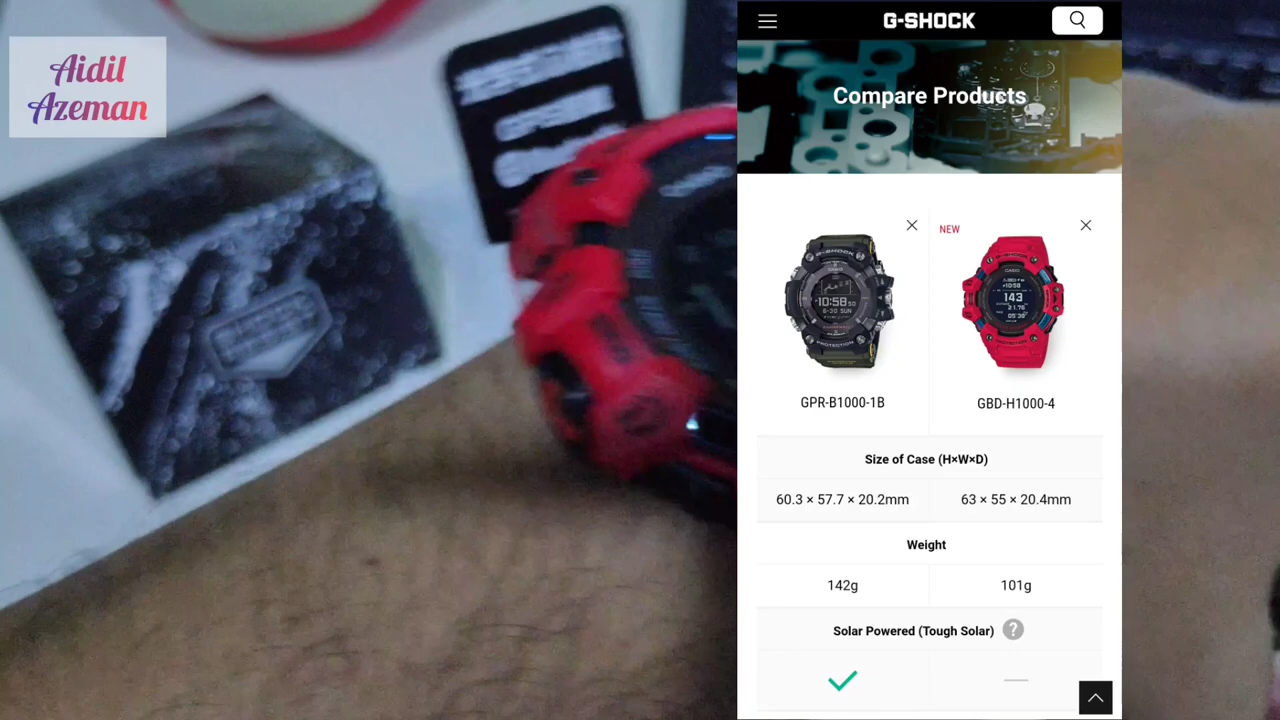 Aidil
Azeman
G-SHOCK
Compare Products
NEW
GPR-B1000-1B
GBD-H1000-4
Size of Case (H×W×D)
60.3 × 57.7 × 20.2mm
63 × 55 × 20.4mm
Weight
142g
101g
Solar Powered (Tough Solar) ?